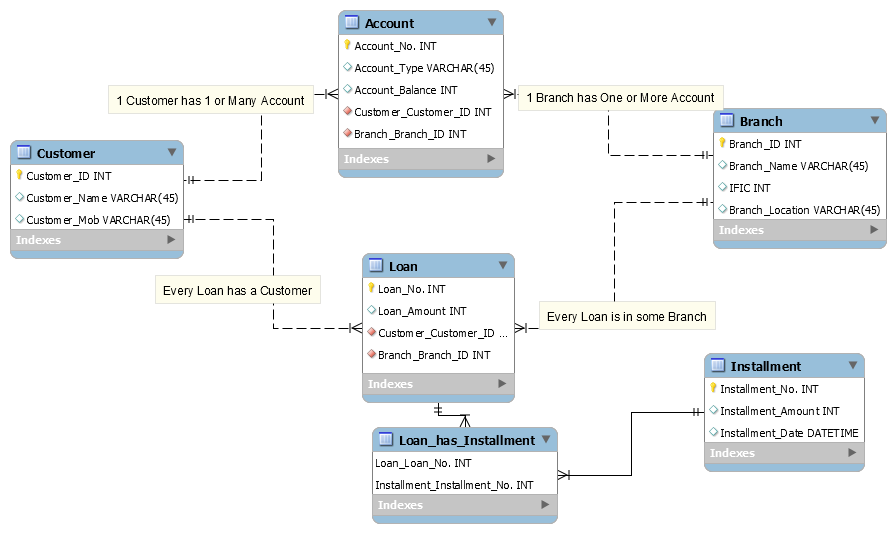 Account
Account_No. INT
Account_Type VARCHAR(45)
Account_Balance INT
Customer_Customer_ID INT
Branch_Branch_ID INT
Indexes
1 Customer has 1 or Many Account
1 Branch has One or More Account
Branch
Branch_ID INT
Branch_Name VARCHAR(45)
IFIC INT
Branch_Location VARCHAR(45)
Indexes
Customer
Customer_ID INT
Customer_Name VARCHAR(45)
Customer_Mob VARCHAR(45)
Indexes
Every Loan has a Customer
Loan
Loan_No. INT
Loan_Amount INT
Customer_Customer_ID ...
Branch_Branch_ID INT
Indexes
Every Loan is in some Branch
Installment
Installment_No. INT
Installment_Amount INT
Installment_Date DATETIME
Indexes
Loan_has_Installment
Loan_Loan_No. INT
Installment_Installment_No. INT
Indexes